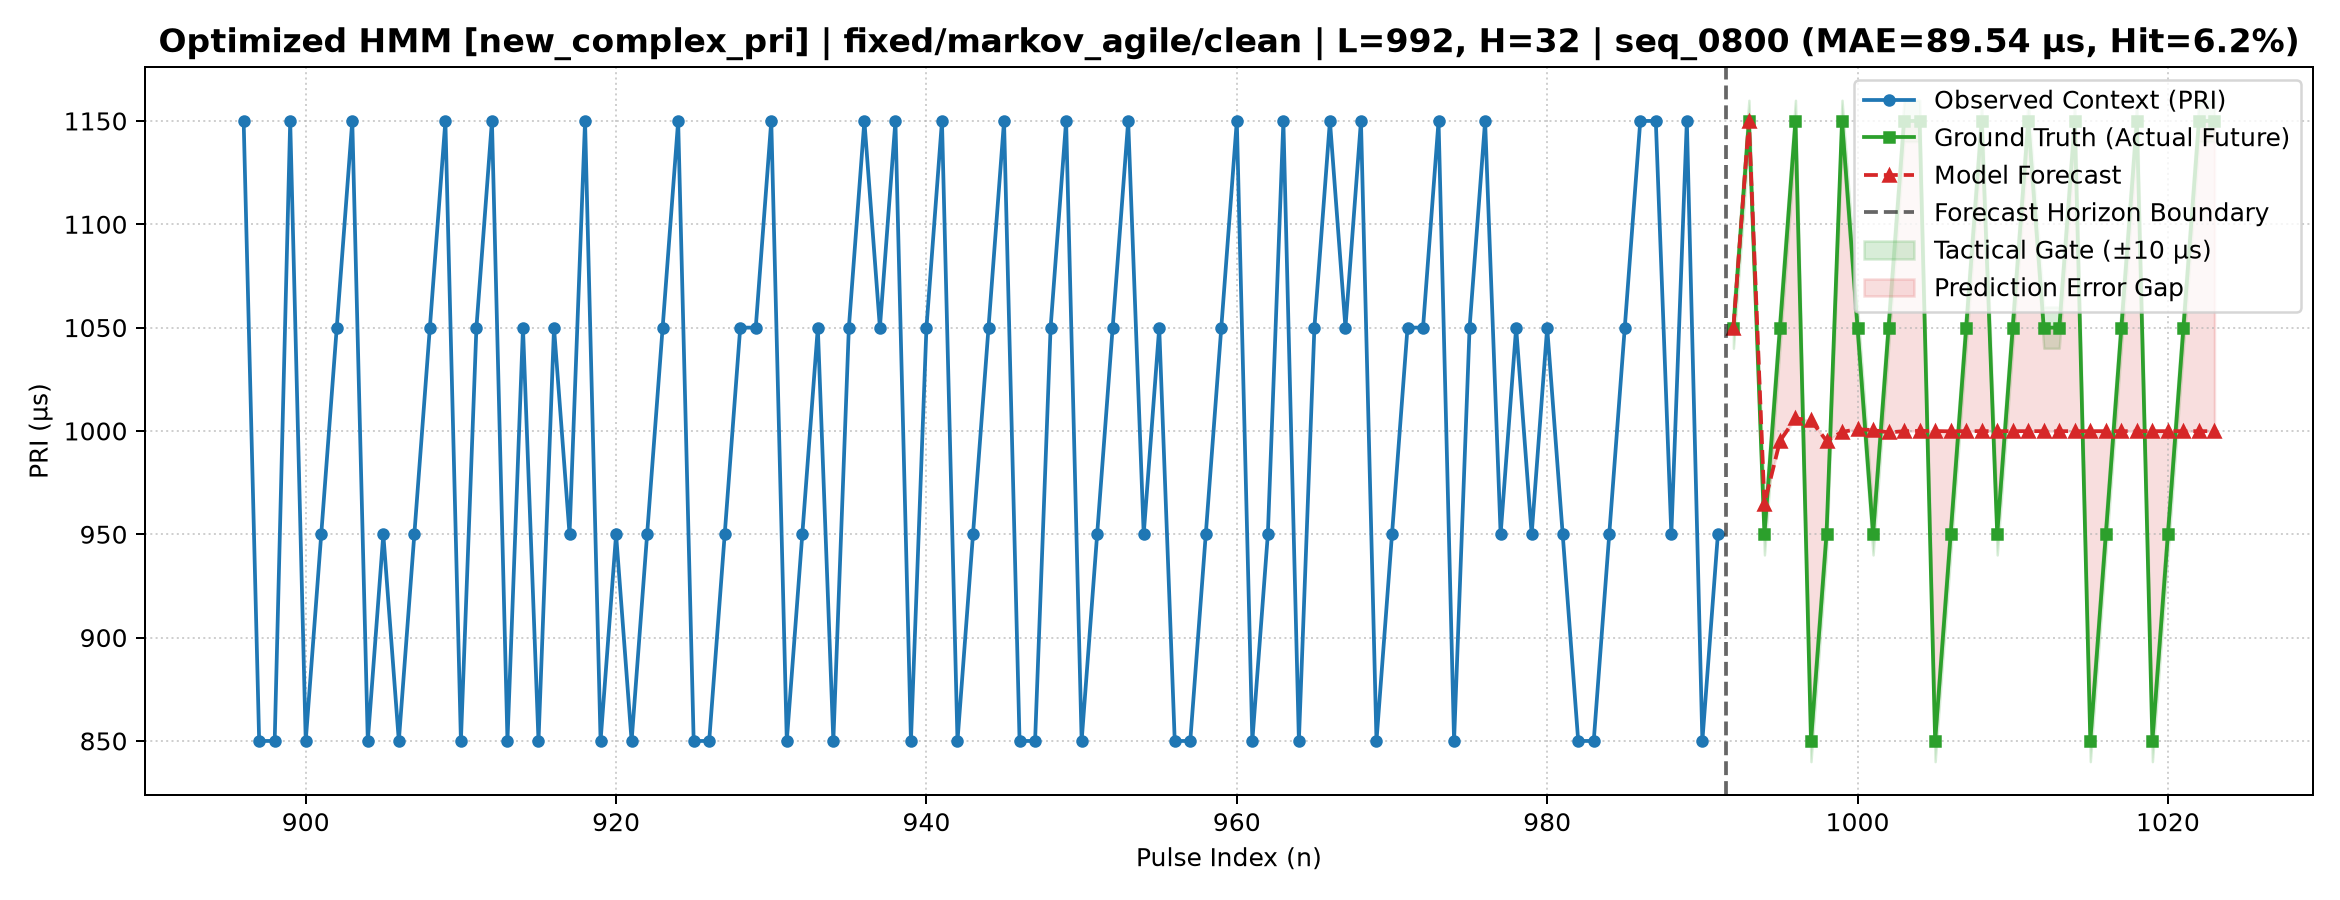 Optimized HMM [new_complex_pri] | fixed/markov_agile/clean | L=992, H=32 | seq_0800 (MAE=89.54 µs, Hit=6.2%)
Observed Context (PRI)
Ground Truth (Actual Future)
Model Forecast
Forecast Horizon Boundary
Tactical Gate (±10 µs)
Prediction Error Gap
PRI (µs)
1150
1100
1050
1000
950
900
850
900
920
940
960
980
1000
1020
Pulse Index (n)